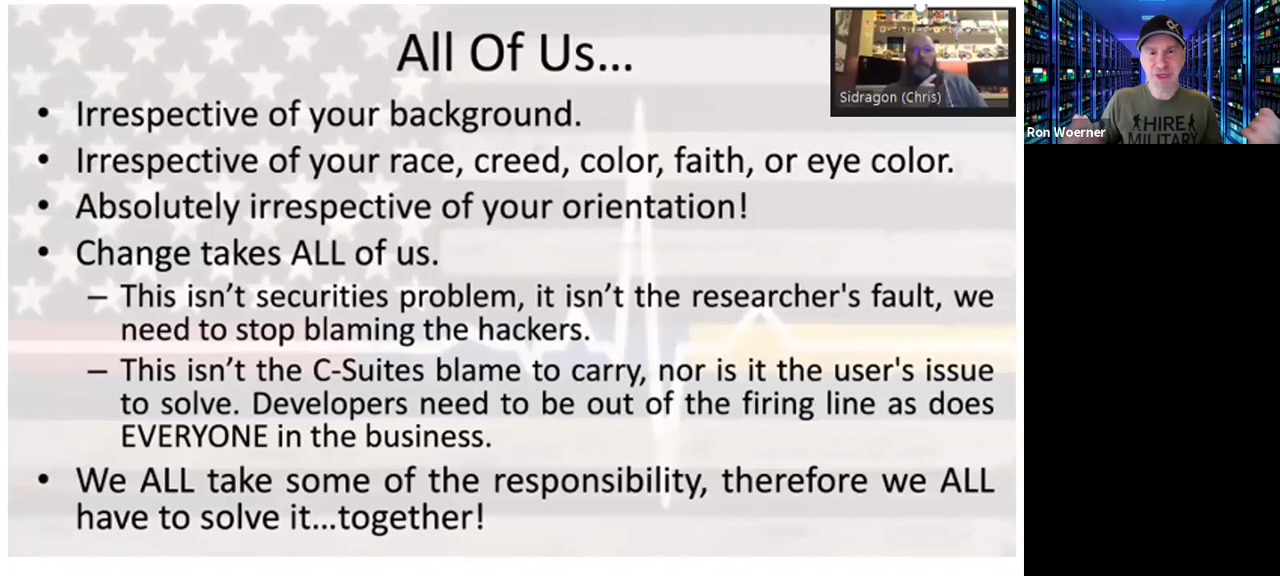 All Of Us...
• Irrespective of your background.
• Irrespective of your race, creed, color, faith, or eye color.
• Absolutely irrespective of your orientation!
• Change takes ALL of us.
– This isn't securities problem, it isn't the researcher's fault, we
need to stop blaming the hackers.
– This isn't the C-Suites blame to carry, nor is it the user's issue
to solve. Developers need to be out of the firing line as does
EVERYONE in the business.
• We ALL take some of the responsibility, therefore we ALL
have to solve it...together!
Sidragon (Chris)
Ron Woerner
HIRE
MILITARY